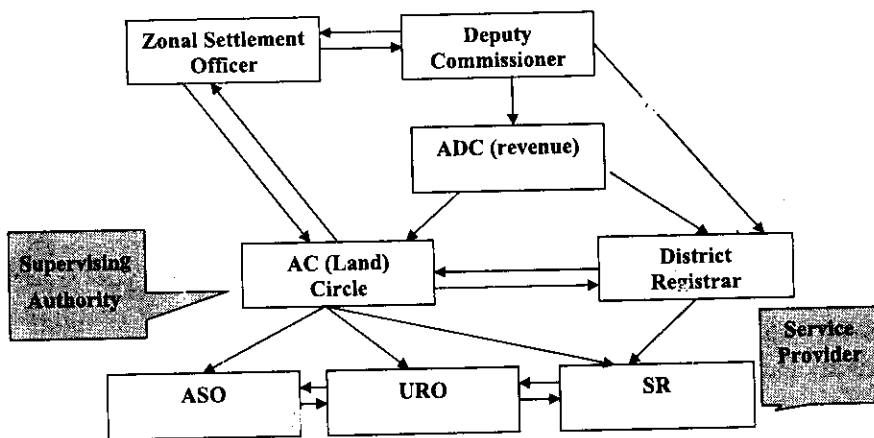 Zonal Settlement
Officer
Deputy
Commissioner
ADC (revenue)
Supervising
Authority
AC (Land)
Circle
District
Registrar
Service
Provider
ASO
URO
SR